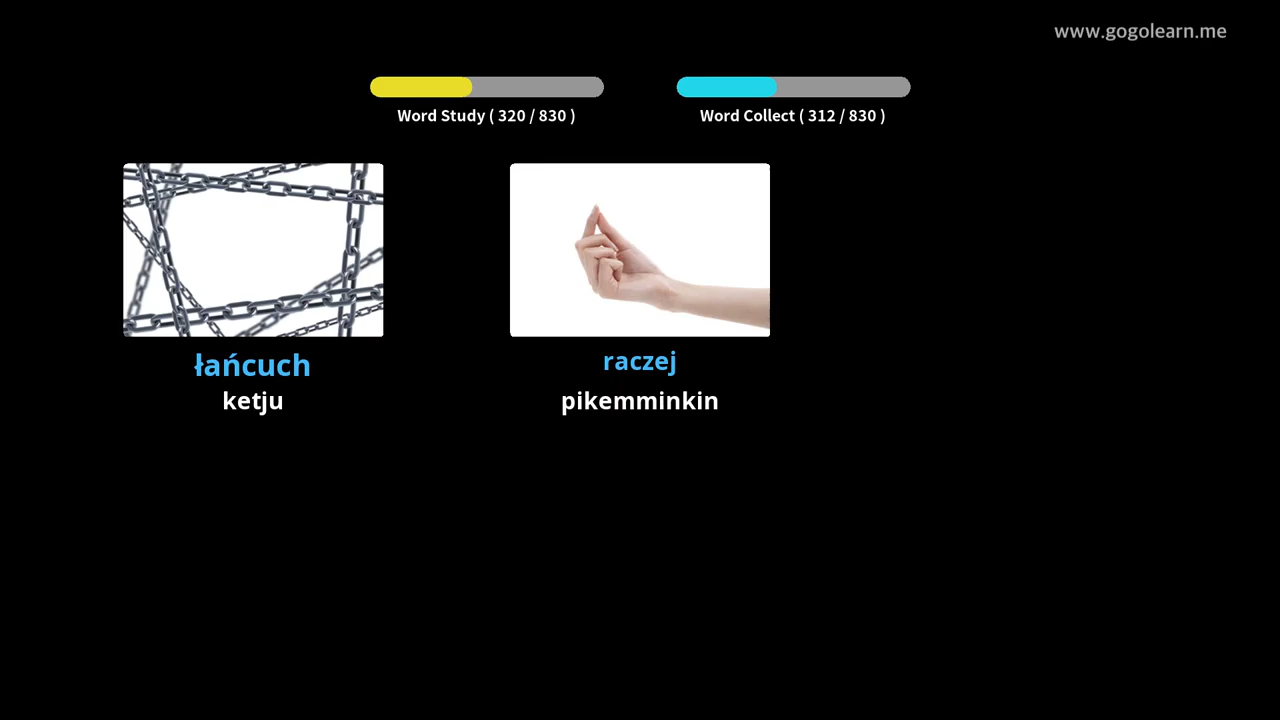 www.gogolearn.me
Word Study ( 320 / 830 )
Word Collect ( 312 / 830 )
łańcuch
ketju
raczej
pikemminkin